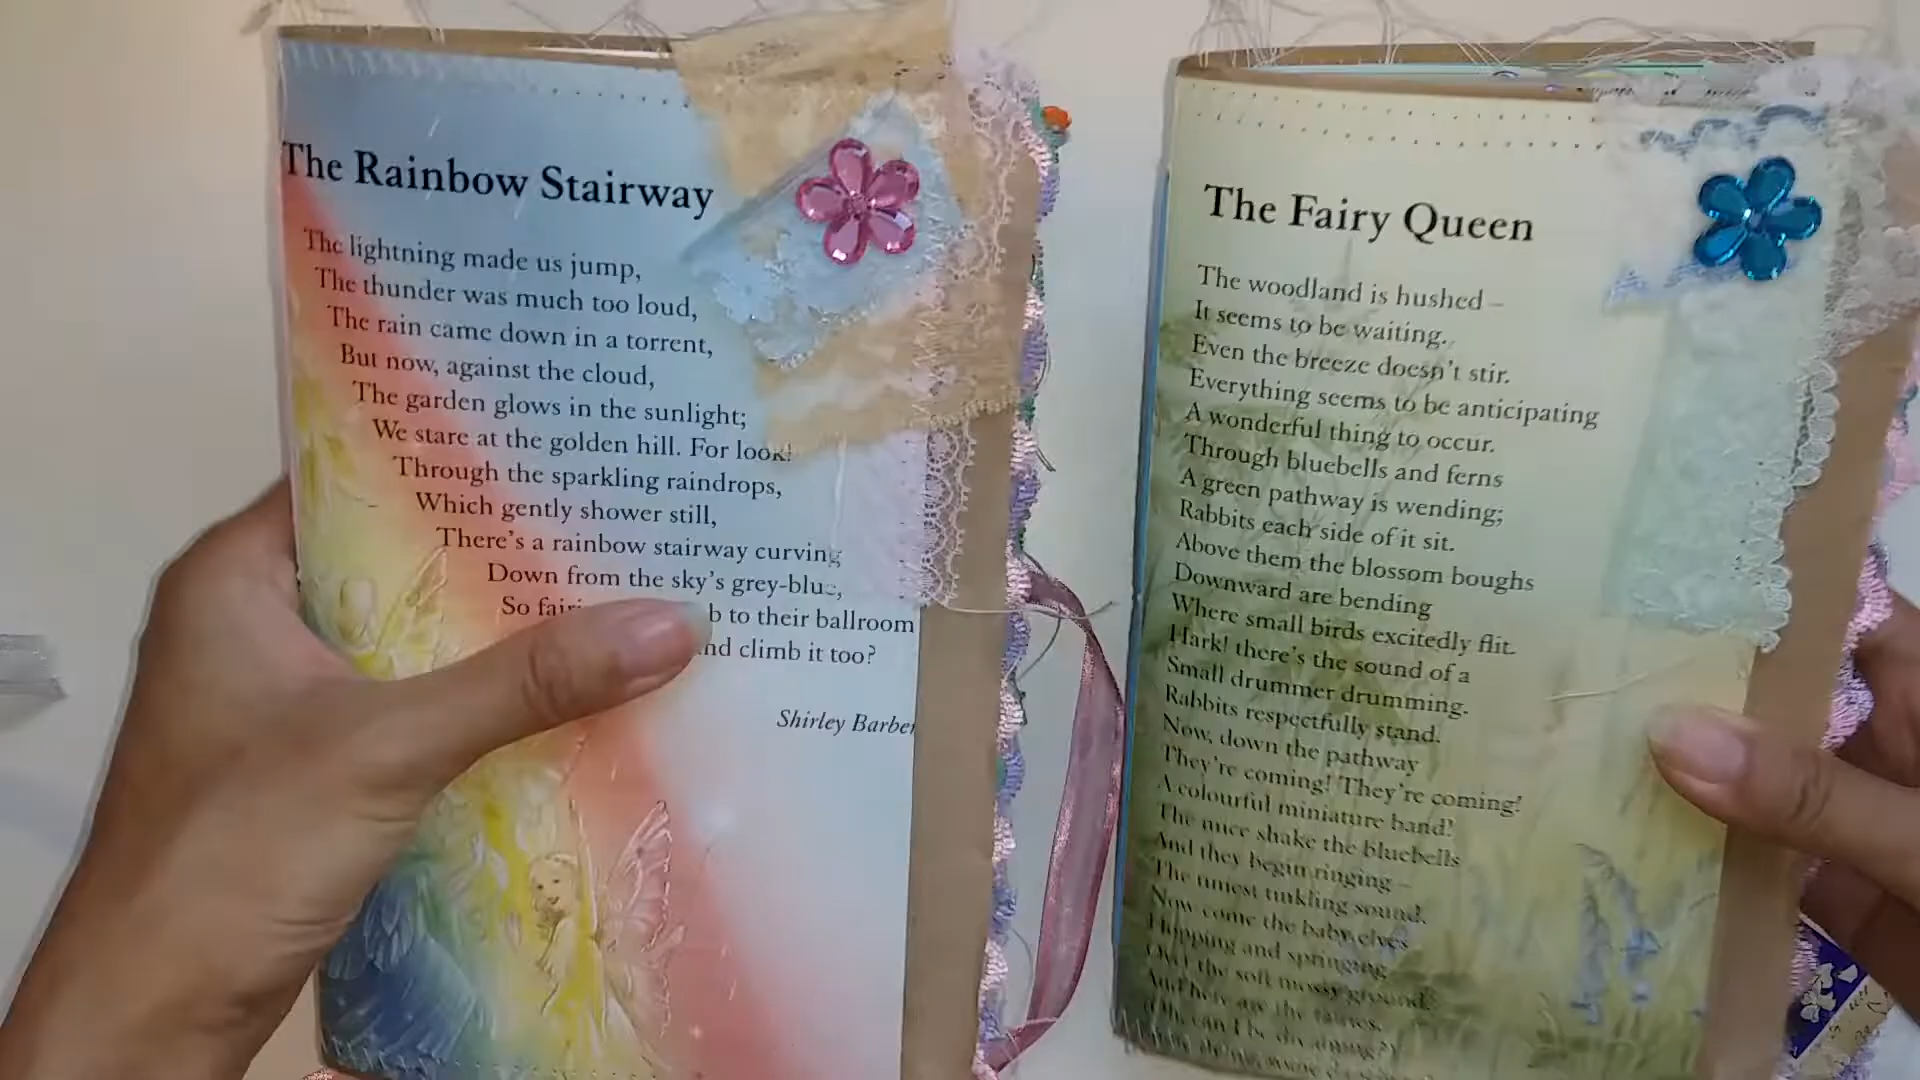 The Rainbow Stairway
The lightning made us jump,
The thunder was much too loud,
The rain came down in a torrent,
But now, against the cloud,
The garden glows in the sunlight;
We stare at the golden hill. For look!
Through the sparkling raindrops,
Which gently shower still,
There's a rainbow stairway curving
Down from the sky's grey-blue,
So b to their ballroom
nd climb it too?
Shirley Barber
The Fairy Queen
The woodland is hushed –
It seems to be waiting.
Even the breeze doesn't stir.
Everything seems to be anticipating
A wonderful thing to occur.
Through bluebells and ferns
A green pathway is wending;
Rabbits each side of it sit.
Above them the blossom boughs
Downward are bending
Where small birds excitedly flit.
Hark! there's the sound of a
Small drummer drumming.
Rabbits respectfully stand.
Now, down the pathway
They're coming! They're coming!
A colourful miniature band!
The mice shake the bluebells
And they begin ringing –
The tiniest tinkling sound.
Now come the baby elves
Hopping and springing
Over the soft mossy ground.
And here are the fairies.